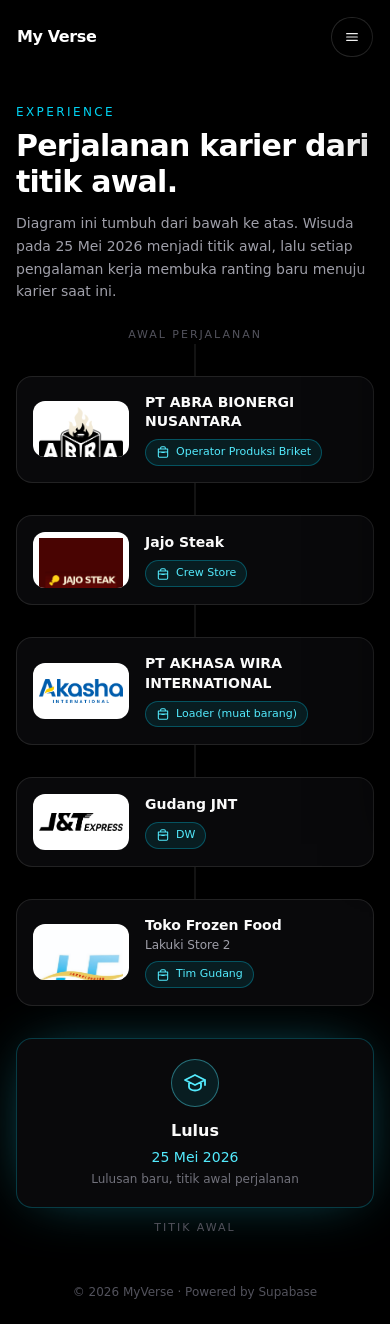 My Verse
EXPERIENCE
Perjalanan karier dari
titik awal.
Diagram ini tumbuh dari bawah ke atas. Wisuda
pada 25 Mei 2026 menjadi titik awal, lalu setiap
pengalaman kerja membuka ranting baru menuju
karier saat ini.
AWAL PERJALANAN
ABRA
PT ABRA BIONERGI
NUSANTARA
Operator Produksi Briket
JAJO STEAK
Jajo Steak
Crew Store
Akasha
INTERNATIONAL
PT AKHASA WIRA
INTERNATIONAL
Loader (muat barang)
J&T EXPRESS
Gudang JNT
DW
Toko Frozen Food
Lakuki Store 2
Tim Gudang
Lulus
25 Mei 2026
Lulusan baru, titik awal perjalanan
TITIK AWAL
© 2026 MyVerse · Powered by Supabase